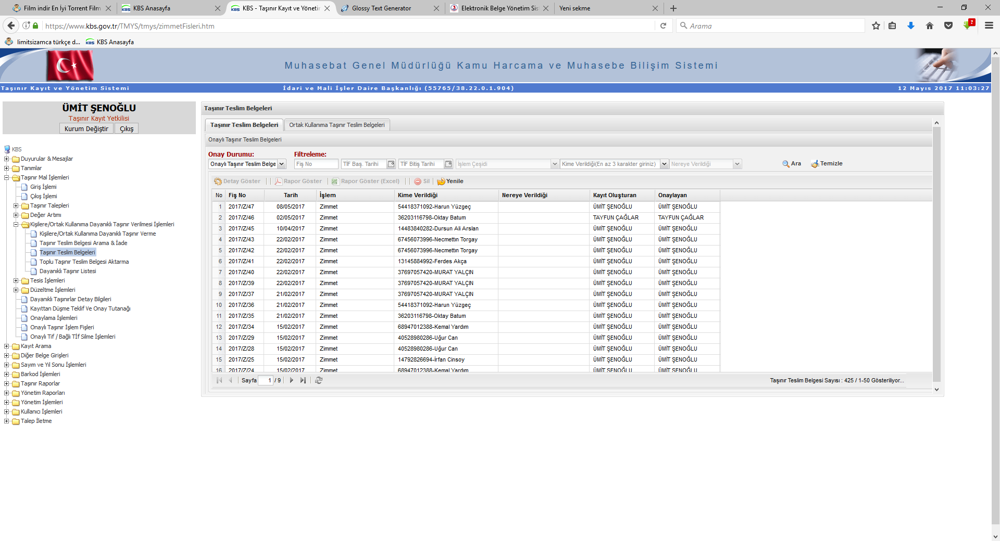 Film indir En İyi Torrent Film
KBS Anasayfa
KBS - Taşınır Kayıt ve Yönetir
Glossy Text Generator
Elektronik Belge Yönetim Sis
Yeni sekme
https://www.kbs.gov.tr/TMYS/tmys/zimmetFisleri.htm
Arama
limitsizamca türkçe d...
KBS Anasayfa
Muhasebat Genel Müdürlüğü Kamu Harcama ve Muhasebe Bilişim Sistemi
Taşınır Kayıt ve Yönetim Sistemi
İdari ve Mali İşler Daire Başkanlığı (55765/38.22.0.1.904)
12 Mayıs 2017 11:03:27
ÜMİT ŞENOĞLU
Taşınır Kayıt Yetkilisi
Kurum Değiştir
Çıkış
KBS
Duyurular & Mesajlar
Tanımlar
Taşınır Mal İşlemleri
Giriş İşlemi
Çıkış İşlemi
Taşınır Talepleri
Değer Artımı
Kişilere/Ortak Kullanıma Dayanıklı Taşınır Verilmesi İşlemleri
Kişilere/Ortak Kullanıma Dayanıklı Taşınır Verme
Taşınır Teslim Belgesi Arama & İade
Taşınır Teslim Belgeleri
Toplu Taşınır Teslim Belgesi Aktarma
Dayanıklı Taşınır Listesi
Tesis İşlemleri
Düzeltme İşlemleri
Dayanıklı Taşınırlar Detay Bilgileri
Kayıttan Düşme Teklif Ve Onay Tutanağı
Onaylama İşlemleri
Onaylı Taşınır İşlem Fişleri
Onaylı Tif / Bağlı Tİf Silme İşlemleri
Kayıt Arama
Diğer Belge Girişleri
Sayım ve Yıl Sonu İşlemleri
Barkod İşlemleri
Taşınır Raporlar
Yönetim Raporları
Yönetim İşlemleri
Kullanıcı İşlemleri
Talep İletme
Taşınır Teslim Belgeleri
Taşınır Teslim Belgeleri
Ortak Kullanıma Taşınır Teslim Belgeleri
Onaylı Taşınır Teslim Belgeleri
Onay Durumu:
Filtreleme:
Onaylı Taşınır Teslim Belge
Fiş No
TİF Baş. Tarihi
TİF Bitiş Tarihi
İşlem Çeşidi
Kime Verildiği(En az 3 karakter giriniz)
Nereye Verildiği
Ara
Temizle
Detay Göster
Rapor Göster
Rapor Göster (Excel)
Sil
Yenile
No Fiş No Tarih İşlem Kime Verildiği Nereye Verildiği Kayıt Oluşturan Onaylayan
1 2017/Z/47 08/05/2017 Zimmet 54418371092-Harun Yüzgeç ÜMİT ŞENOĞLU ÜMİT ŞENOĞLU
2 2017/Z/46 02/05/2017 Zimmet 36203116798-Oktay Batum TAYFUN ÇAĞLAR TAYFUN ÇAĞLAR
3 2017/Z/45 10/04/2017 Zimmet 14483840282-Dursun Ali Arslan ÜMİT ŞENOĞLU ÜMİT ŞENOĞLU
4 2017/Z/43 22/02/2017 Zimmet 67456073996-Necmettın Torgay ÜMİT ŞENOĞLU ÜMİT ŞENOĞLU
5 2017/Z/42 22/02/2017 Zimmet 67456073996-Necmettın Torgay ÜMİT ŞENOĞLU ÜMİT ŞENOĞLU
6 2017/Z/41 22/02/2017 Zimmet 13145884992-Ferdes Akça ÜMİT ŞENOĞLU ÜMİT ŞENOĞLU
7 2017/Z/40 22/02/2017 Zimmet 37697057420-MURAT YALÇIN ÜMİT ŞENOĞLU ÜMİT ŞENOĞLU
8 2017/Z/39 22/02/2017 Zimmet 37697057420-MURAT YALÇIN ÜMİT ŞENOĞLU ÜMİT ŞENOĞLU
9 2017/Z/37 21/02/2017 Zimmet 37697057420-MURAT YALÇIN ÜMİT ŞENOĞLU ÜMİT ŞENOĞLU
10 2017/Z/36 21/02/2017 Zimmet 54418371092-Harun Yüzgeç ÜMİT ŞENOĞLU ÜMİT ŞENOĞLU
11 2017/Z/35 21/02/2017 Zimmet 36203116798-Oktay Batum ÜMİT ŞENOĞLU ÜMİT ŞENOĞLU
12 2017/Z/34 15/02/2017 Zimmet 68947012388-Kemal Yardım ÜMİT ŞENOĞLU ÜMİT ŞENOĞLU
13 2017/Z/29 15/02/2017 Zimmet 40528980286-Uğur Can ÜMİT ŞENOĞLU ÜMİT ŞENOĞLU
14 2017/Z/28 15/02/2017 Zimmet 40528980286-Uğur Can ÜMİT ŞENOĞLU ÜMİT ŞENOĞLU
15 2017/Z/25 15/02/2017 Zimmet 14792826694-İrfan Cinsoy ÜMİT ŞENOĞLU ÜMİT ŞENOĞLU
16 2017/Z/24 15/02/2017 Zimmet 68947012388-Kemal Yardım ÜMİT ŞENOĞLU ÜMİT ŞENOĞLU
Sayfa 1 / 9
Taşınır Teslim Belgesi Sayısı : 425 / 1-50 Gösteriliyor...